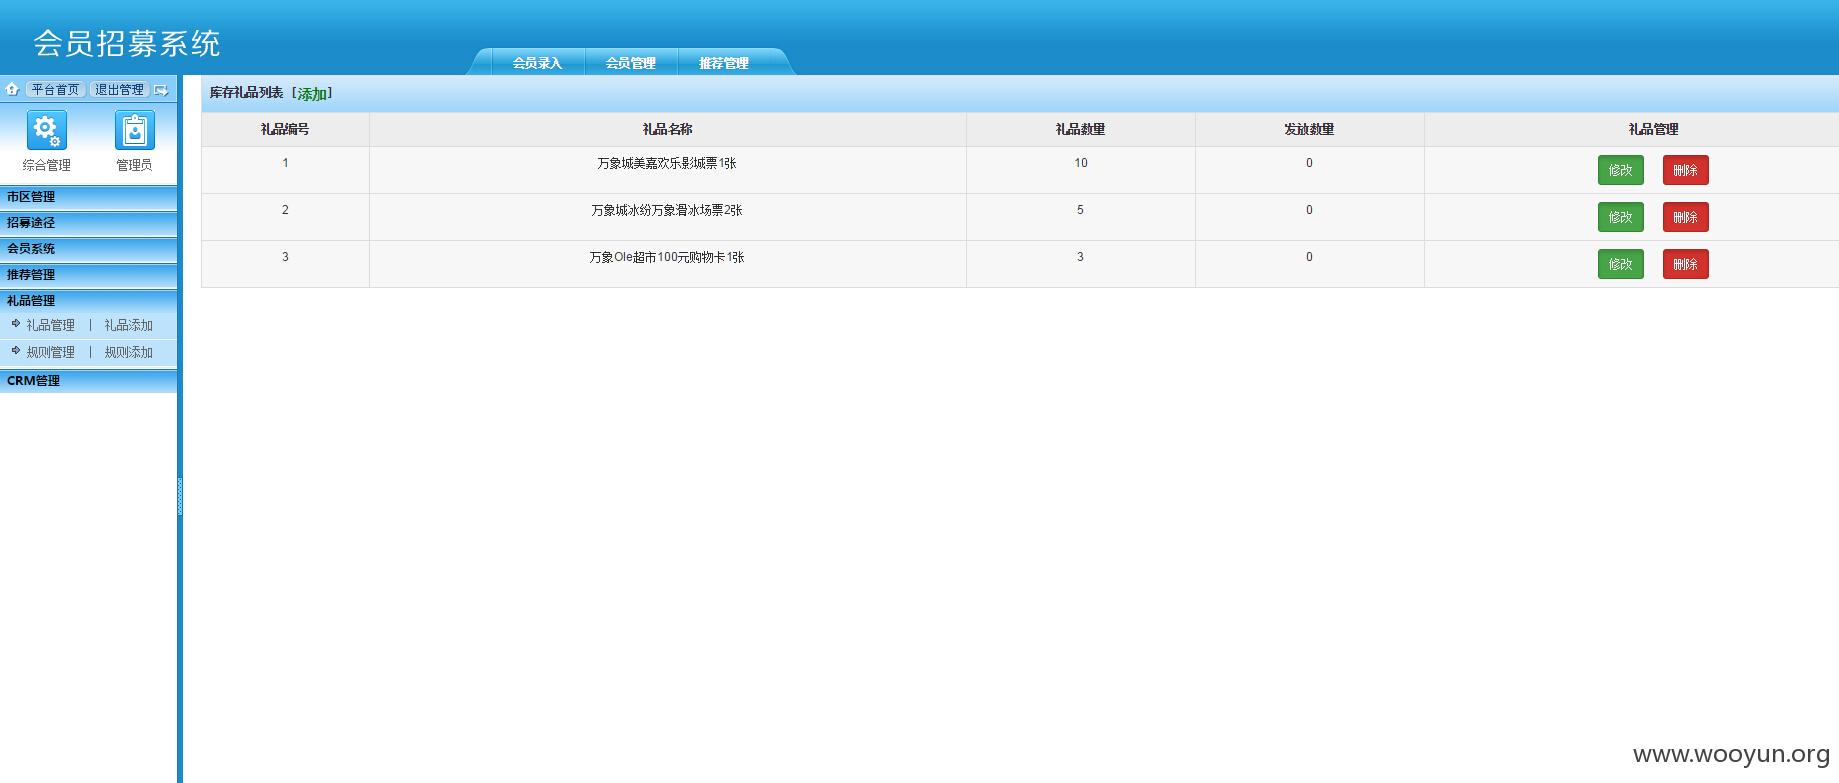 会员招募系统
会员录入 会员管理 推荐管理
平台首页 退出管理
综合管理 管理员
市区管理
招募途径
会员系统
推荐管理
礼品管理
礼品管理 | 礼品添加
规则管理 | 规则添加
CRM管理
库存礼品列表 [添加]
礼品编号 礼品名称 礼品数量 发放数量 礼品管理
1 万象城美嘉欢乐影城票1张 10 0 修改 删除
2 万象城冰纷万象滑冰场票2张 5 0 修改 删除
3 万象Ole超市100元购物卡1张 3 0 修改 删除
www.wooyun.org